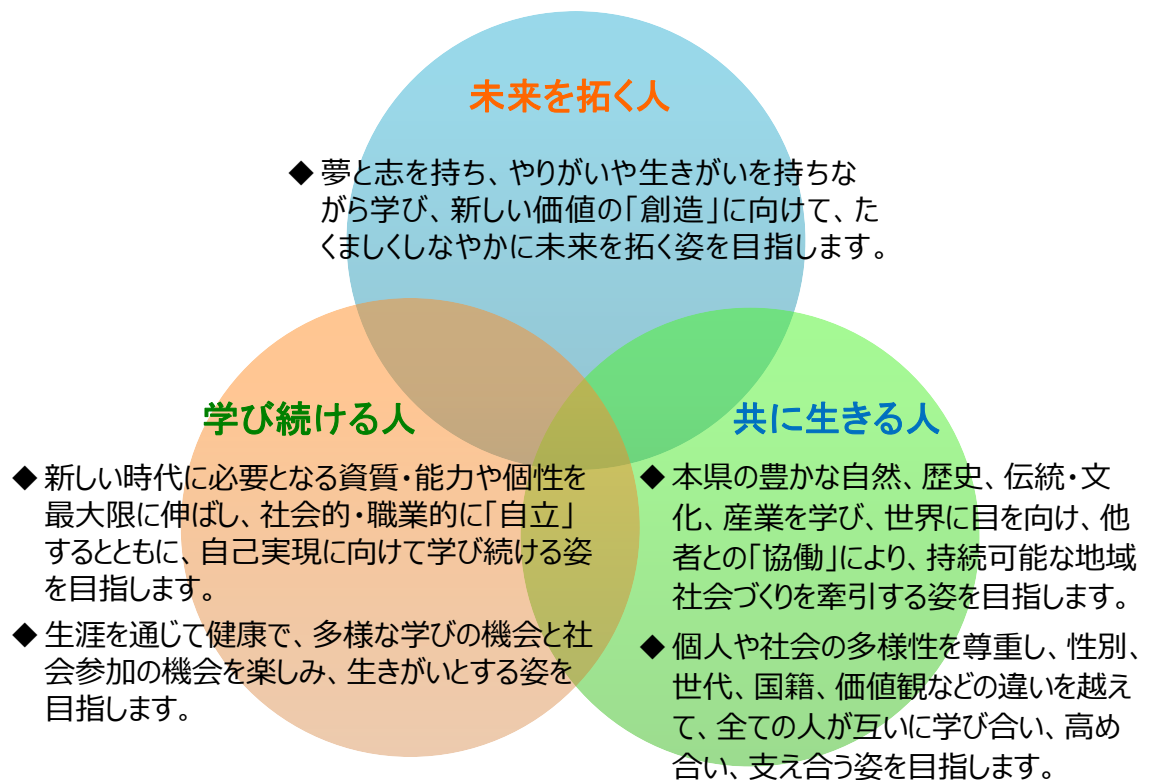 未来を拓く人
◆ 夢と志を持ち、やりがいや生きがいを持ちな
がら学び、新しい価値の「創造」に向けて、た
くましくしなやかに未来を拓く姿を目指します。
学び続ける人
◆ 新しい時代に必要となる資質・能力や個性を
最大限に伸ばし、社会的・職業的に「自立」
するとともに、自己実現に向けて学び続ける姿
を目指します。
◆ 生涯を通じて健康で、多様な学びの機会と社
会参加の機会を楽しみ、生きがいとする姿を
目指します。
共に生きる人
◆ 本県の豊かな自然、歴史、伝統・文
化、産業を学び、世界に目を向け、他
者との「協働」により、持続可能な地域
社会づくりを牽引する姿を目指します。
◆ 個人や社会の多様性を尊重し、性別、
世代、国籍、価値観などの違いを越え
て、全ての人が互いに学び合い、高め
合い、支え合う姿を目指します。